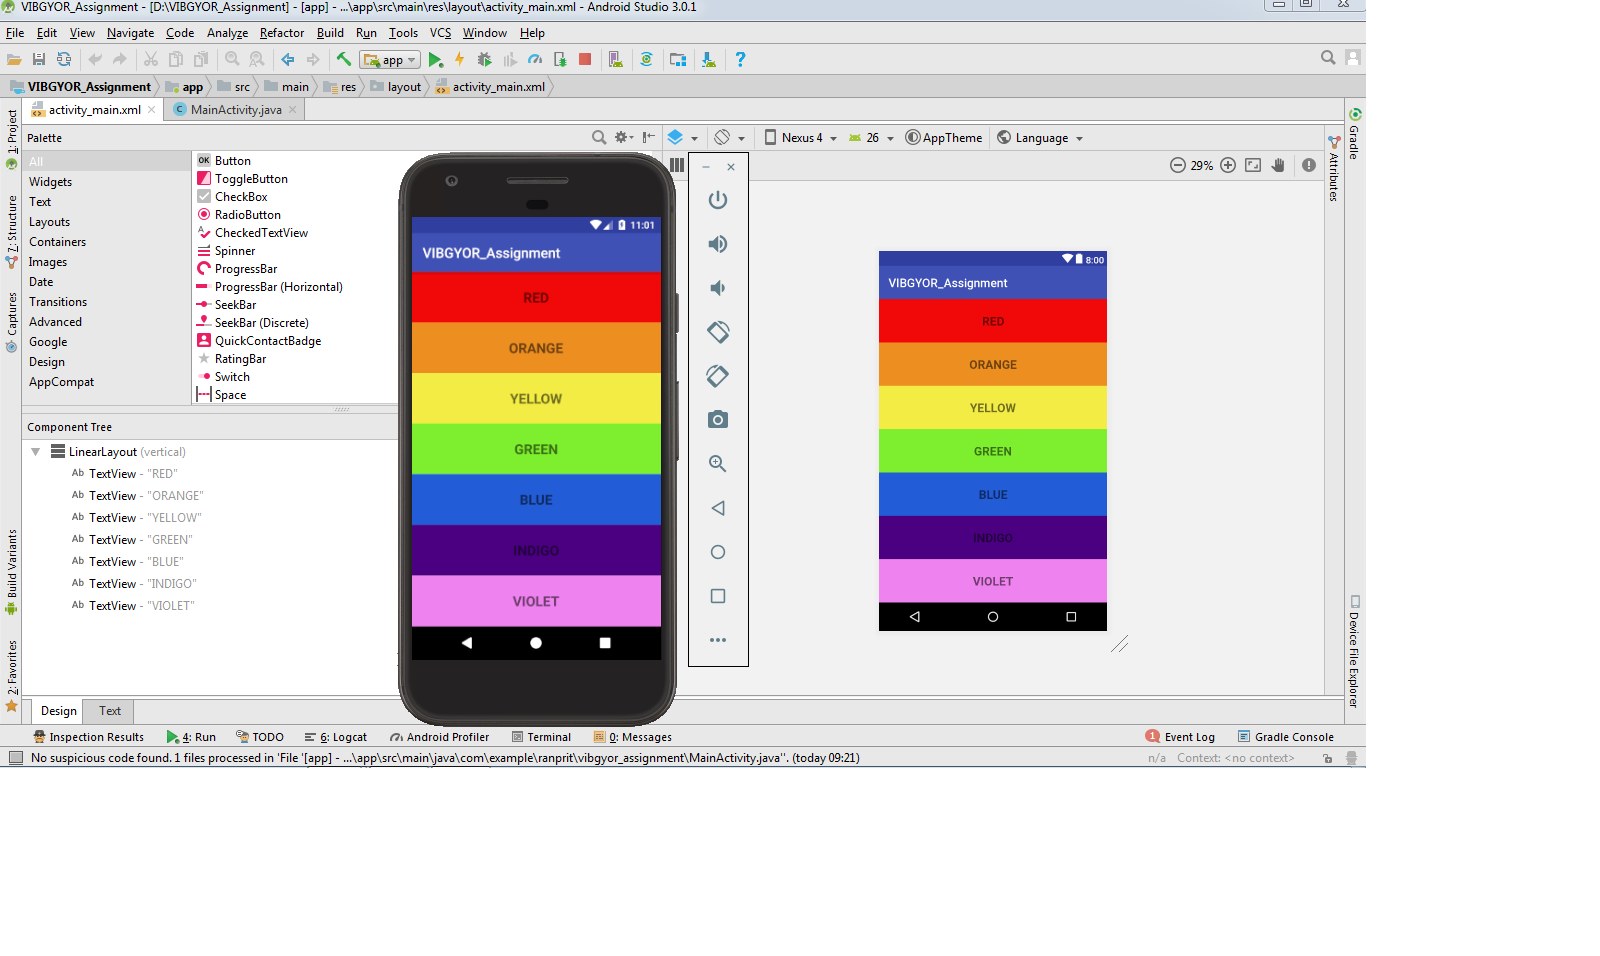 VIBGYOR_Assignment - [D:\VIBGYOR_Assignment] - [app] - ...\app\src\main\res\layout\activity_main.xml - Android Studio 3.0.1
File Edit View Navigate Code Analyze Refactor Build Run Tools VCS Window Help
app
VIBGYOR_Assignment app src main res layout activity_main.xml
activity_main.xml MainActivity.java
1: Project
7: Structure
Captures
Build Variants
2: Favorites
Palette
All
Widgets
Text
Layouts
Containers
Images
Date
Transitions
Advanced
Google
Design
AppCompat
OK Button
ToggleButton
CheckBox
RadioButton
CheckedTextView
Spinner
ProgressBar
ProgressBar (Horizontal)
SeekBar
SeekBar (Discrete)
QuickContactBadge
RatingBar
Switch
Space
Component Tree
LinearLayout (vertical)
Ab TextView - "RED"
Ab TextView - "ORANGE"
Ab TextView - "YELLOW"
Ab TextView - "GREEN"
Ab TextView - "BLUE"
Ab TextView - "INDIGO"
Ab TextView - "VIOLET"
11:01
VIBGYOR_Assignment
RED
ORANGE
YELLOW
GREEN
BLUE
INDIGO
VIOLET
Nexus 4 26 AppTheme Language
29%
8:00
VIBGYOR_Assignment
RED
ORANGE
YELLOW
GREEN
BLUE
INDIGO
VIOLET
Gradle
Attributes
Device File Explorer
Design Text
Inspection Results 4: Run TODO 6: Logcat Android Profiler Terminal 0: Messages 1 Event Log Gradle Console
No suspicious code found. 1 files processed in 'File '[app] - ...\app\src\main\java\com\example\ranprit\vibgyor_assignment\MainActivity.java''. (today 09:21) n/a Context: <no context>